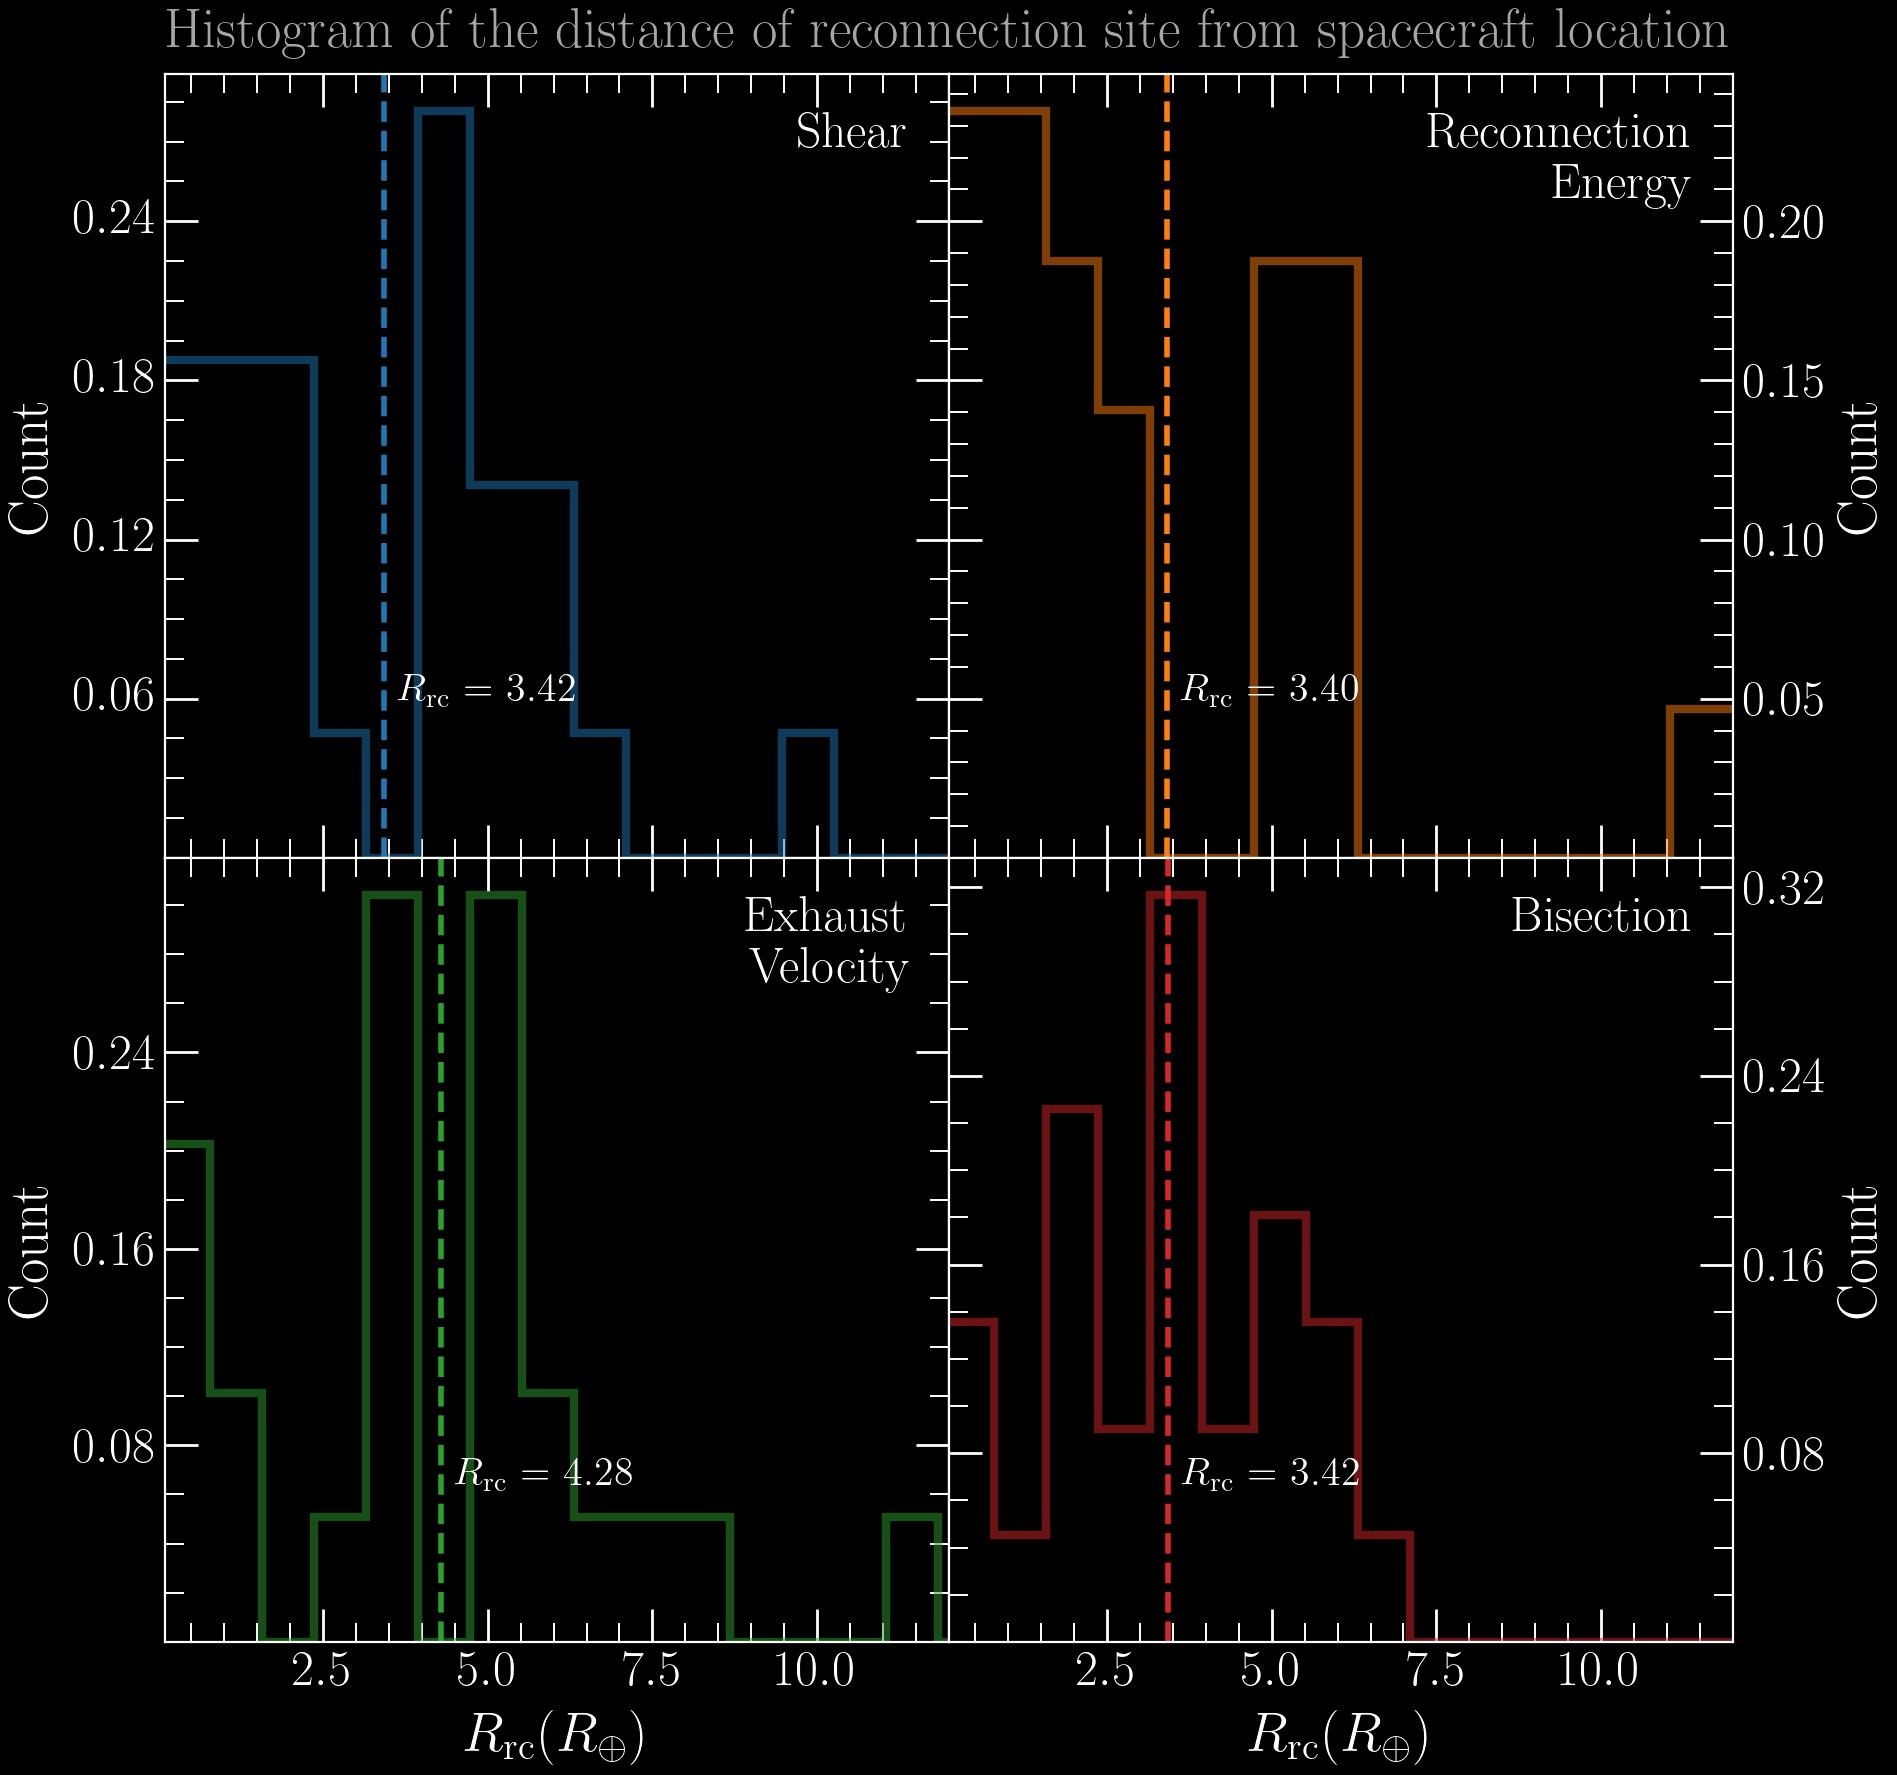 Histogram of the distance of reconnection site from spacecraft location
Shear
Count
0.24
0.18
0.12
0.06
R_rc = 3.42
Reconnection
Energy
0.20
0.15
0.10
0.05
Count
R_rc = 3.40
Exhaust
Velocity
Count
0.24
0.16
0.08
R_rc = 4.28
Bisection
0.32
0.24
0.16
0.08
Count
R_rc = 3.42
2.5 5.0 7.5 10.0
R_rc(R_⊕)
2.5 5.0 7.5 10.0
R_rc(R_⊕)